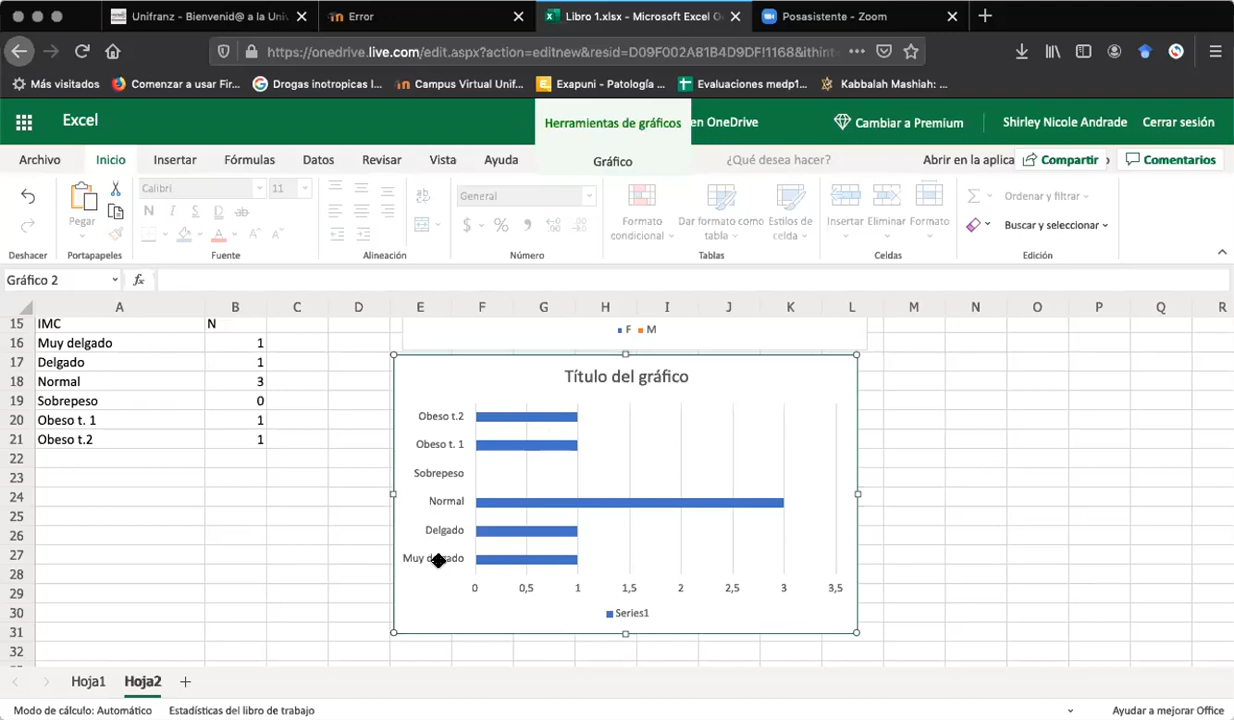 Unifranz - Bienvenid@ a la Uni
Error
Libro 1.xlsx - Microsoft Excel O
Posasistente - Zoom
https://onedrive.live.com/edit.aspx?action=editnew&resid=D09F002A81B4D9DF!1168&ithint
Más visitados
Comenzar a usar Fir...
Drogas inotropicas l...
Campus Virtual Unif...
Exapuni - Patología ...
Evaluaciones medp1...
Kabbalah Mashiah: ...
Excel
Herramientas de gráficos
en OneDrive
Cambiar a Premium
Shirley Nicole Andrade
Cerrar sesión
Archivo
Inicio
Insertar
Fórmulas
Datos
Revisar
Vista
Ayuda
Gráfico
¿Qué desea hacer?
Abrir en la aplica
Compartir
Comentarios
Pegar
Calibri
11
General
Formato condicional
Dar formato como tabla
Estilos de celda
Insertar
Eliminar
Formato
Ordenar y filtrar
Buscar y seleccionar
Deshacer
Portapapeles
Fuente
Alineación
Número
Tablas
Celdas
Edición
Gráfico 2
fx
A B C D E F G H I J K L M N O P Q R
15 IMC N
16 Muy delgado 1
17 Delgado 1
18 Normal 3
19 Sobrepeso 0
20 Obeso t. 1 1
21 Obeso t.2 1
22
23
24
25
26
27
28
29
30
31
32
F M
Título del gráfico
Obeso t.2
Obeso t. 1
Sobrepeso
Normal
Delgado
0 0,5 1 1,5 2 2,5 3 3,5
Series1
Hoja1
Hoja2
Modo de cálculo: Automático
Estadísticas del libro de trabajo
Ayudar a mejorar Office